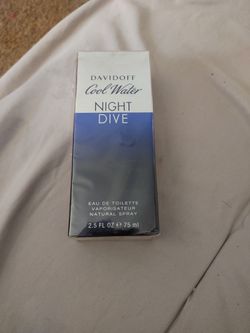 DAVIDOFF
Cool Water
NIGHT
DIVE
EAU DE TOILETTE
VAPORISATEUR
NATURAL SPRAY
2.5 FL OZ ℮ 75 ml